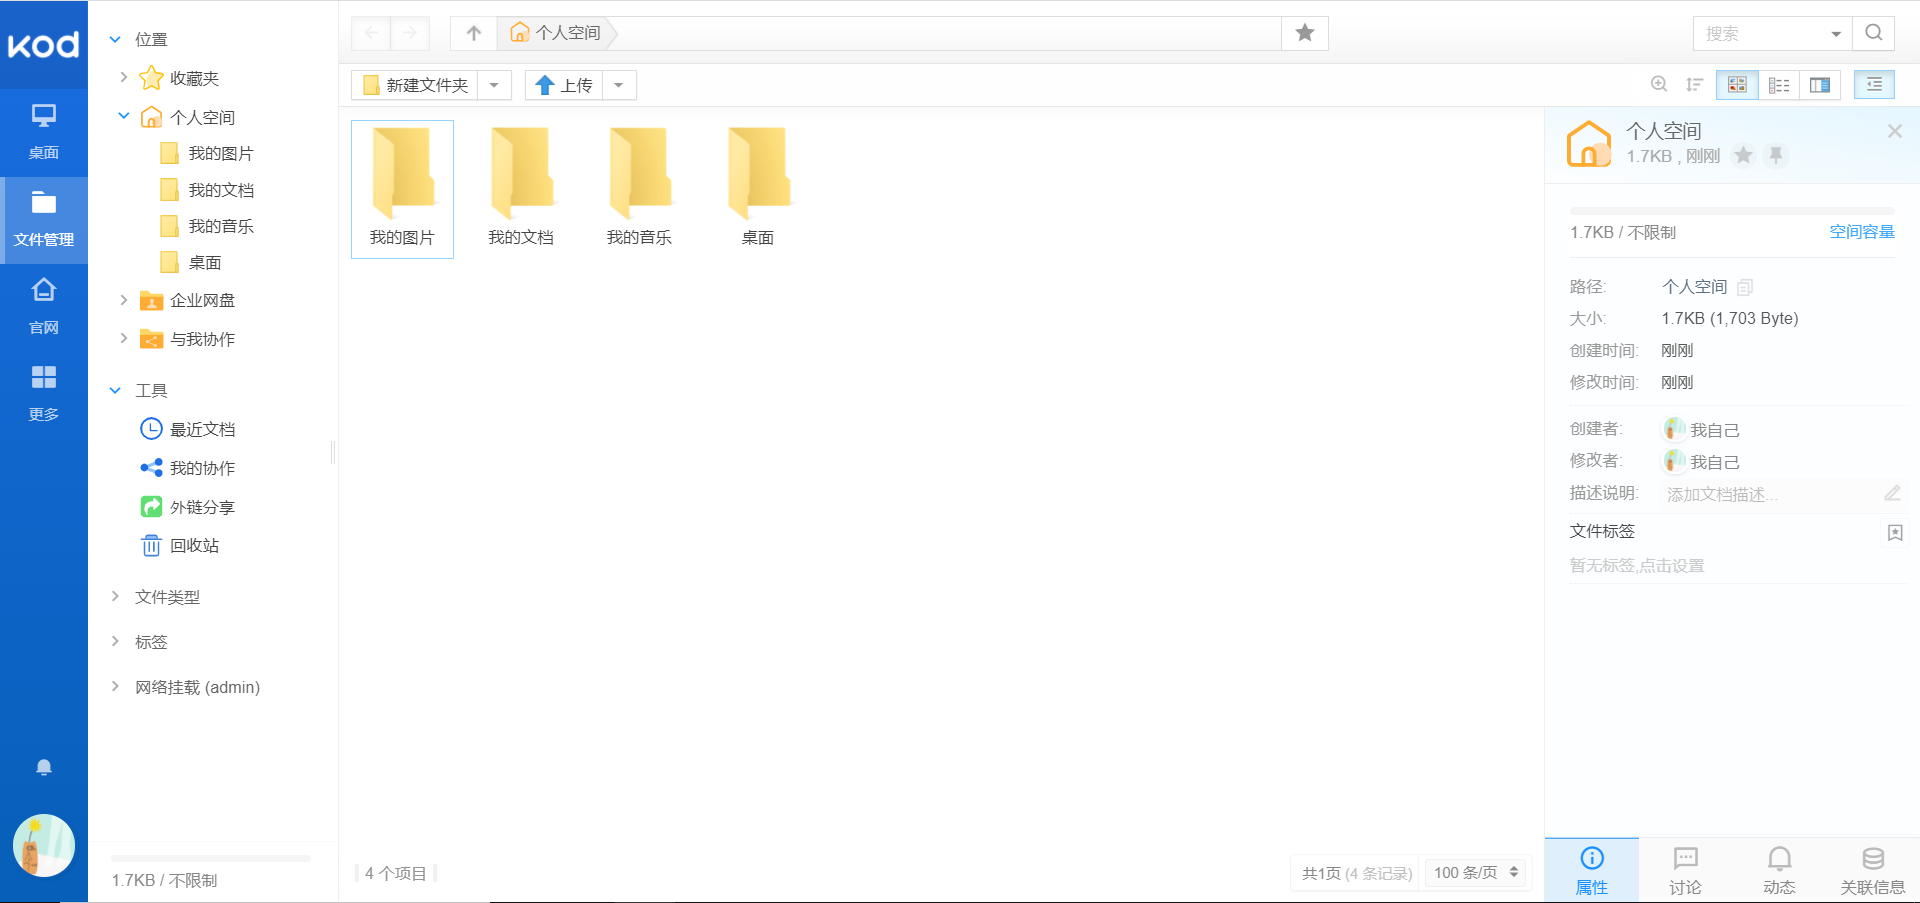 kod
桌面
文件管理
官网
更多
位置
收藏夹
个人空间
我的图片
我的文档
我的音乐
桌面
企业网盘
与我协作
工具
最近文档
我的协作
外链分享
回收站
文件类型
标签
网络挂载 (admin)
1.7KB / 不限制
个人空间
搜索
新建文件夹
上传
我的图片
我的文档
我的音乐
桌面
4 个项目
共1页 (4 条记录)
100 条/页
个人空间
1.7KB , 刚刚
1.7KB / 不限制
空间容量
路径: 个人空间
大小: 1.7KB (1,703 Byte)
创建时间: 刚刚
修改时间: 刚刚
创建者: 我自己
修改者: 我自己
描述说明: 添加文档描述...
文件标签
暂无标签,点击设置
属性
讨论
动态
关联信息